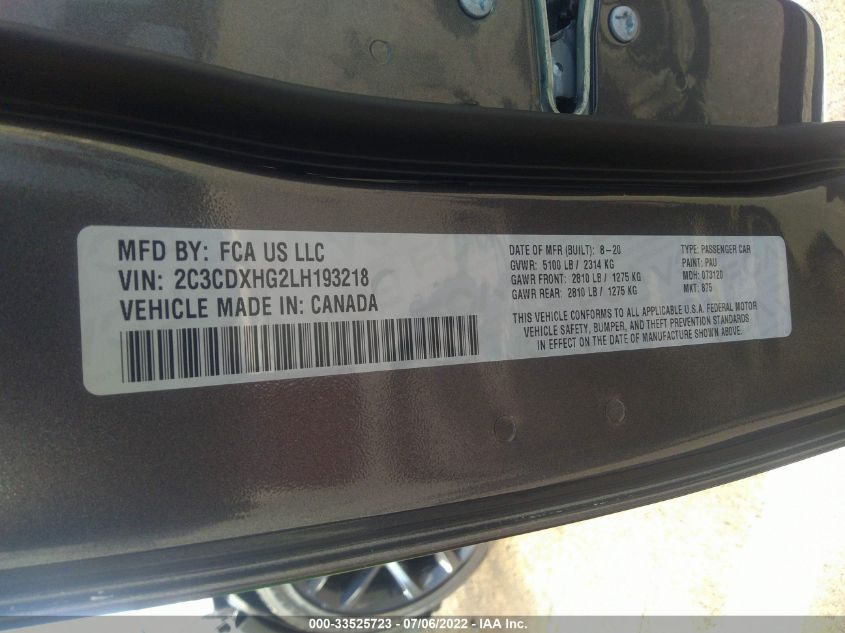 MFD BY: FCA US LLC
VIN: 2C3CDXHG2LH193218
VEHICLE MADE IN: CANADA
DATE OF MFR (BUILT): 8-20
GVWR: 5100 LB / 2314 KG
GAWR FRONT: 2810 LB / 1275 KG
GAWR REAR: 2810 LB / 1275 KG
TYPE: PASSENGER CAR
PAINT: PAU
MDH: 073120
MKT: 875
THIS VEHICLE CONFORMS TO ALL APPLICABLE U.S.A. FEDERAL MOTOR
VEHICLE SAFETY, BUMPER, AND THEFT PREVENTION STANDARDS
IN EFFECT ON THE DATE OF MANUFACTURE SHOWN ABOVE.
000-33525723 - 07/06/2022 - IAA Inc.